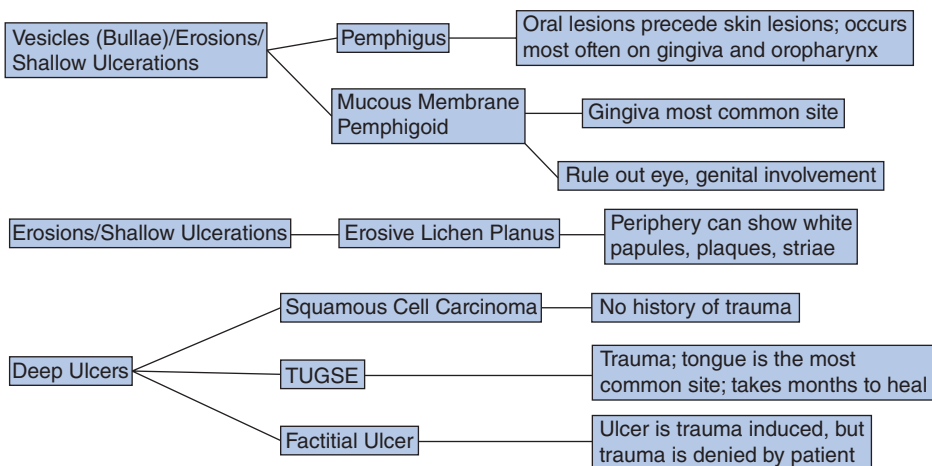 Vesicles (Bullae)/Erosions/
Shallow Ulcerations
Pemphigus
Oral lesions precede skin lesions; occurs
most often on gingiva and oropharynx
Mucous Membrane
Pemphigoid
Gingiva most common site
Rule out eye, genital involvement
Erosions/Shallow Ulcerations
Erosive Lichen Planus
Periphery can show white
papules, plaques, striae
Deep Ulcers
Squamous Cell Carcinoma
No history of trauma
TUGSE
Trauma; tongue is the most
common site; takes months to heal
Factitial Ulcer
Ulcer is trauma induced, but
trauma is denied by patient